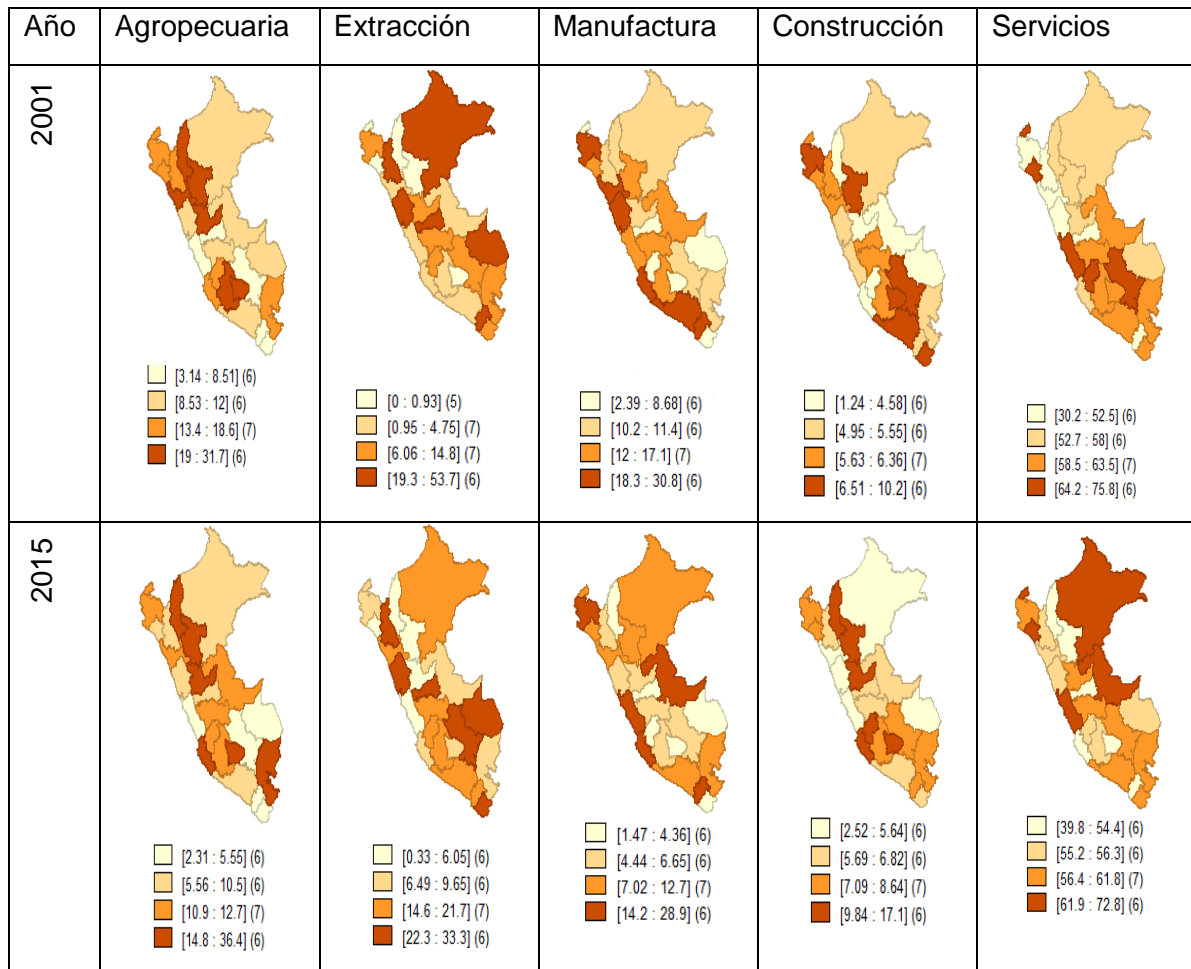 Año Agropecuaria Extracción Manufactura Construcción Servicios
2001
[3.14 : 8.51] (6)
[8.53 : 12] (6)
[13.4 : 18.6] (7)
[19 : 31.7] (6)
[0 : 0.93] (5)
[0.95 : 4.75] (7)
[6.06 : 14.8] (7)
[19.3 : 53.7] (6)
[2.39 : 8.68] (6)
[10.2 : 11.4] (6)
[12 : 17.1] (7)
[18.3 : 30.8] (6)
[1.24 : 4.58] (6)
[4.95 : 5.55] (6)
[5.63 : 6.36] (7)
[6.51 : 10.2] (6)
[30.2 : 52.5] (6)
[52.7 : 58] (6)
[58.5 : 63.5] (7)
[64.2 : 75.8] (6)
2015
[2.31 : 5.55] (6)
[5.56 : 10.5] (6)
[10.9 : 12.7] (7)
[14.8 : 36.4] (6)
[0.33 : 6.05] (6)
[6.49 : 9.65] (6)
[14.6 : 21.7] (7)
[22.3 : 33.3] (6)
[1.47 : 4.36] (6)
[4.44 : 6.65] (6)
[7.02 : 12.7] (7)
[14.2 : 28.9] (6)
[2.52 : 5.64] (6)
[5.69 : 6.82] (6)
[7.09 : 8.64] (7)
[9.84 : 17.1] (6)
[39.8 : 54.4] (6)
[55.2 : 56.3] (6)
[56.4 : 61.8] (7)
[61.9 : 72.8] (6)